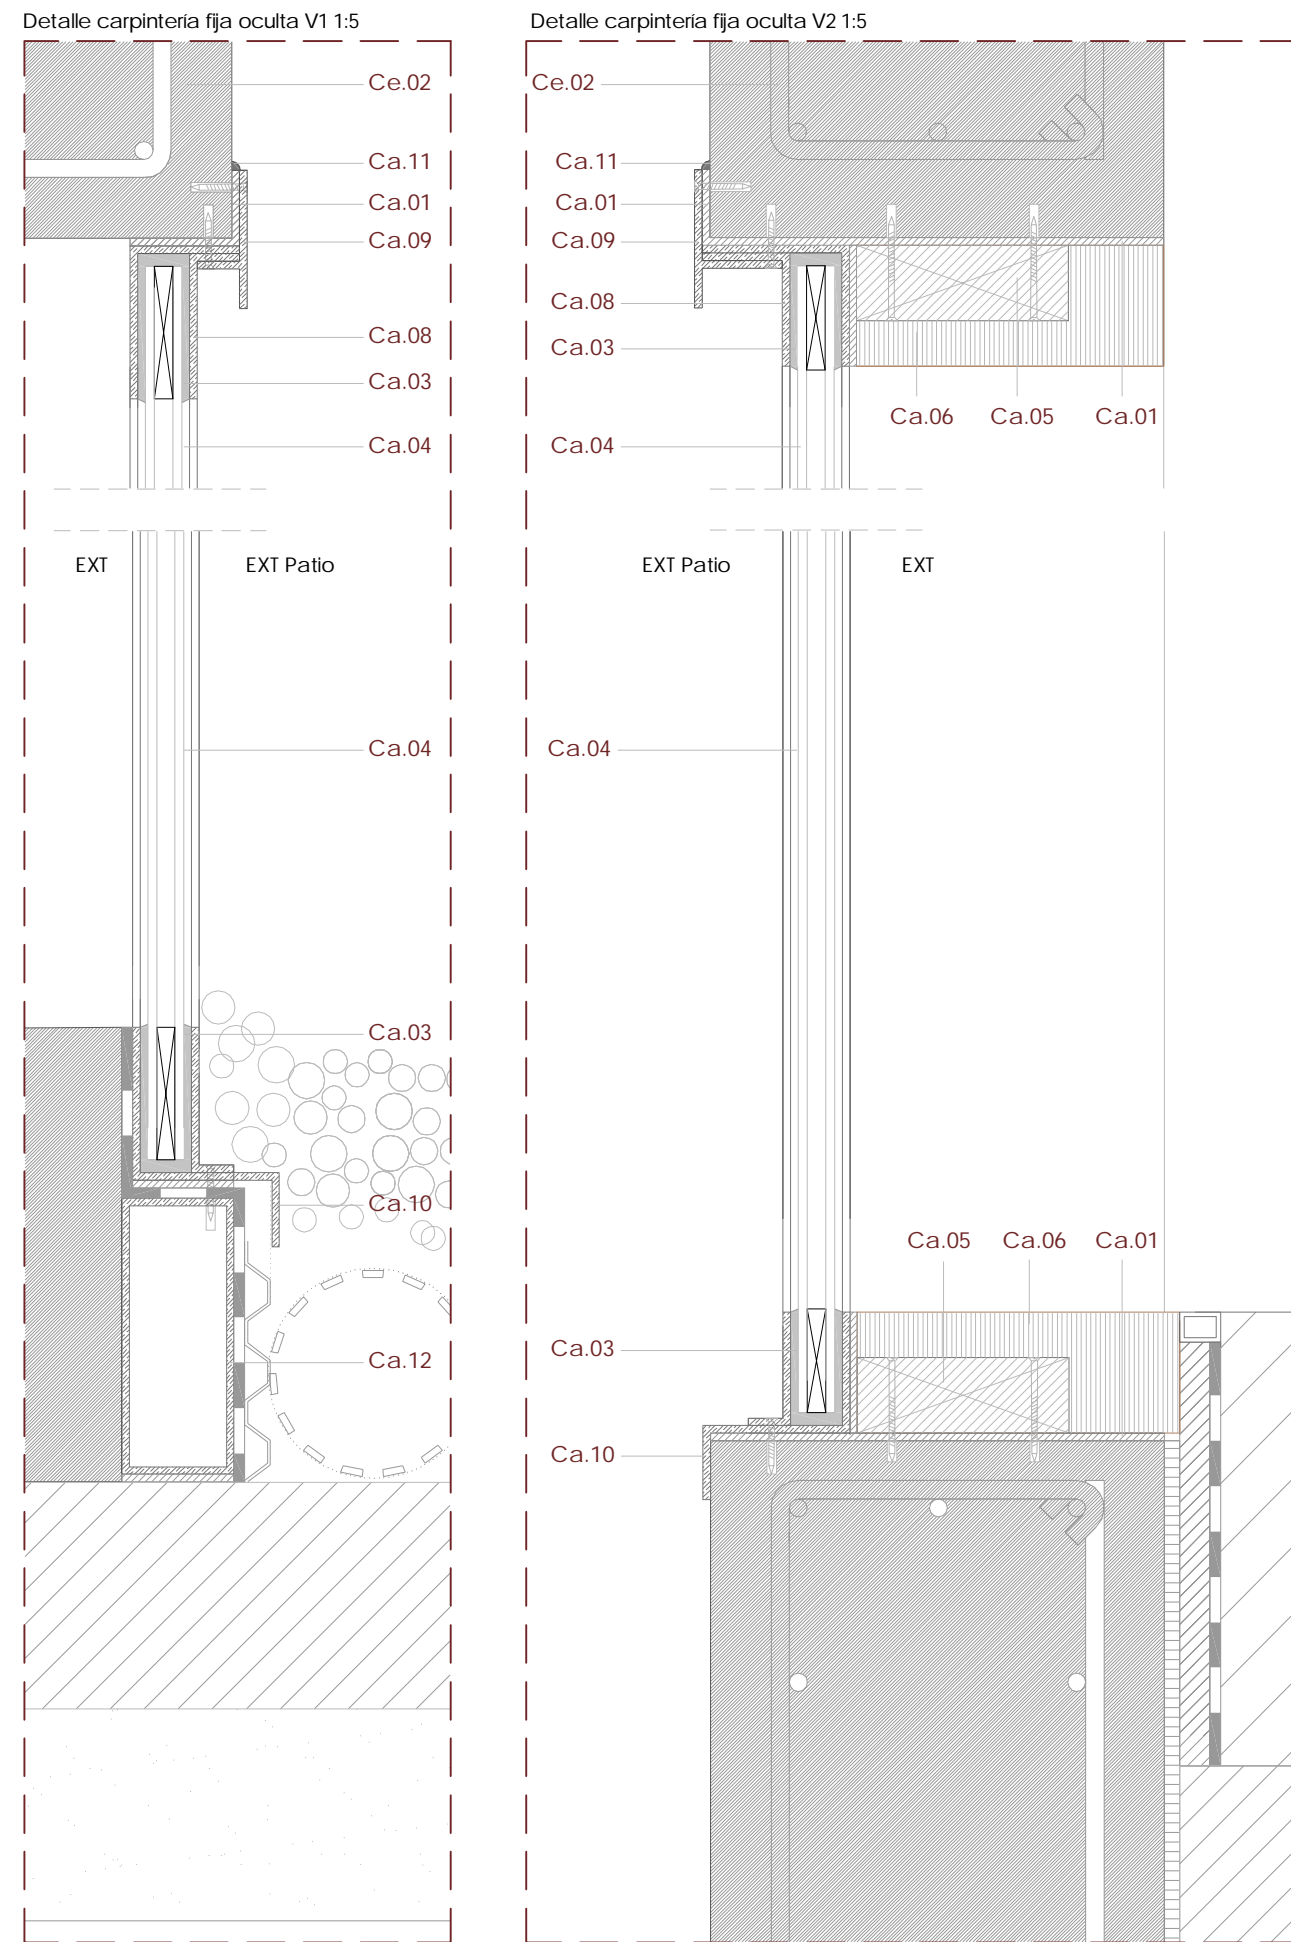 Detalle carpintería fija oculta V1 1:5
Ce.02
Ca.11
Ca.01
Ca.09
Ca.08
Ca.03
Ca.04
EXT
EXT Patio
Ca.04
Ca.03
Ca.10
Ca.12
Detalle carpintería fija oculta V2 1:5
Ce.02
Ca.11
Ca.01
Ca.09
Ca.08
Ca.03
Ca.06
Ca.05
Ca.01
Ca.04
EXT Patio
EXT
Ca.04
Ca.05
Ca.06
Ca.01
Ca.03
Ca.10